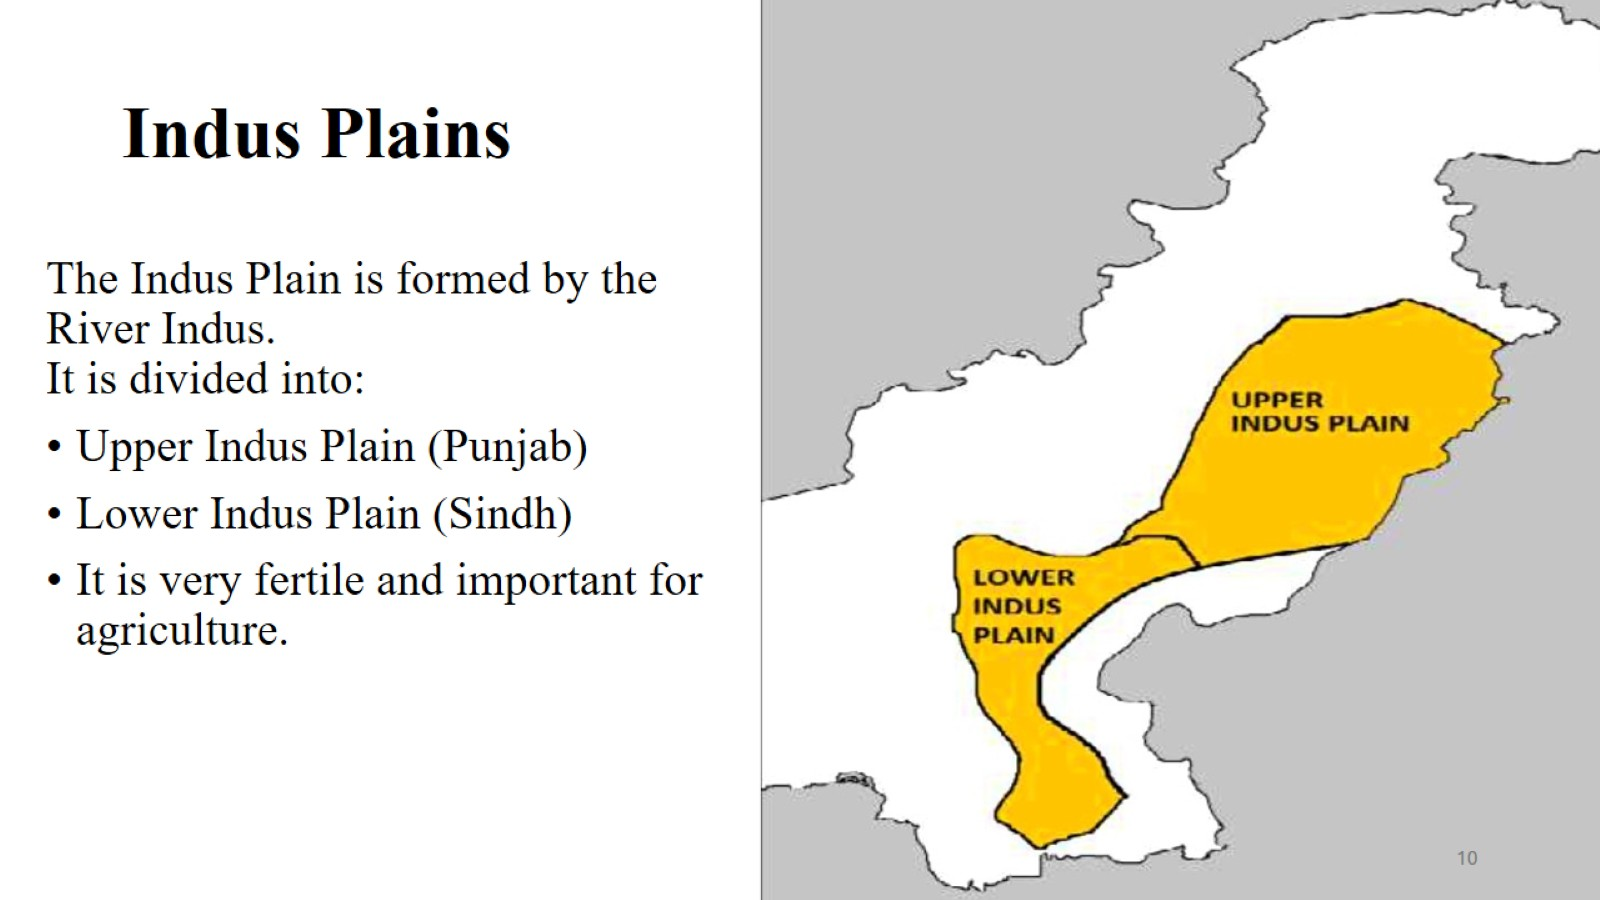 Indus Plains
The Indus Plain is formed by the
River Indus.
It is divided into:
• Upper Indus Plain (Punjab)
• Lower Indus Plain (Sindh)
• It is very fertile and important for
agriculture.
UPPER
INDUS PLAIN
LOWER
INDUS
PLAIN
10